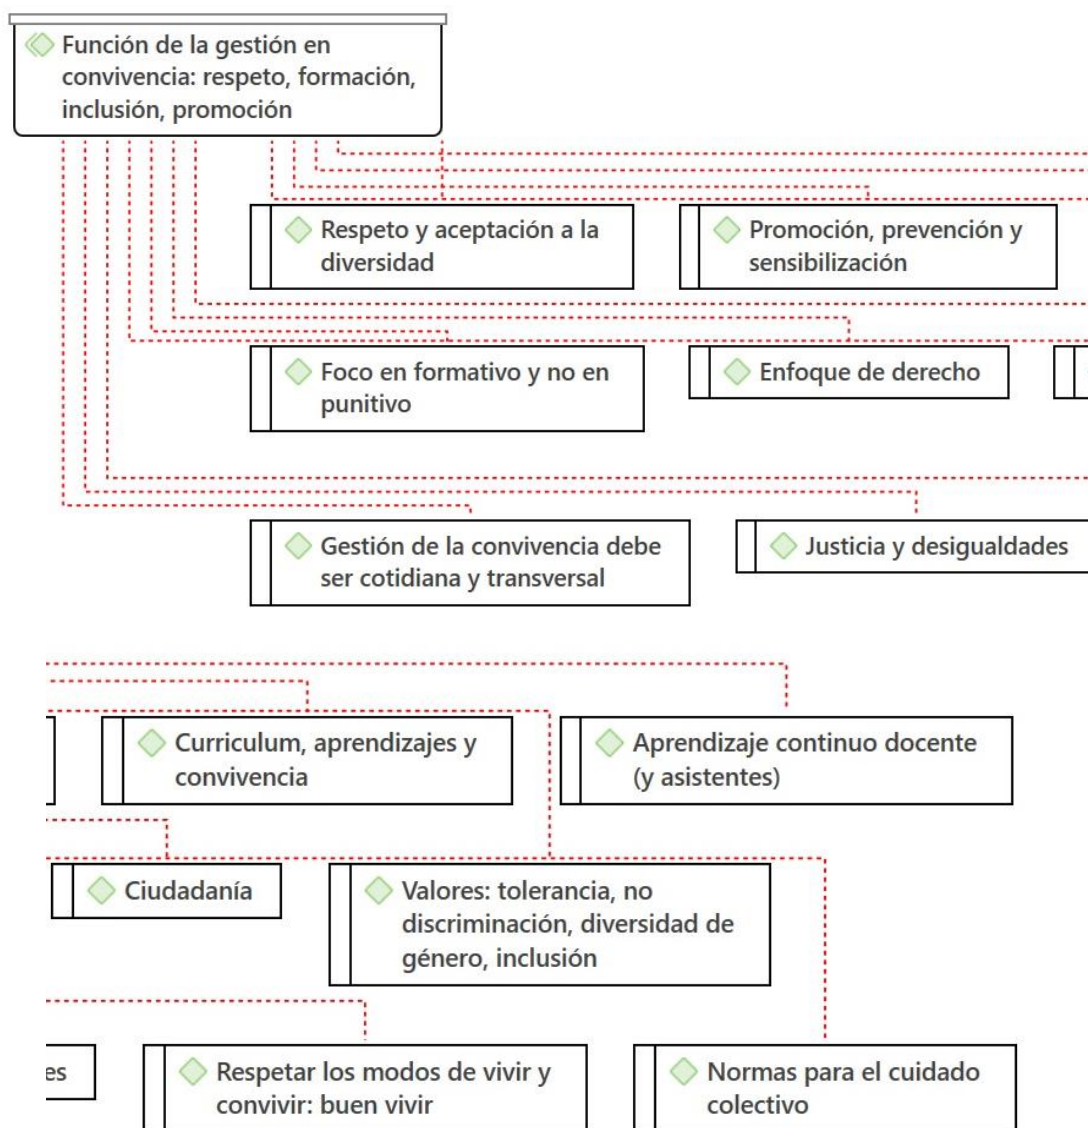 Función de la gestión en
convivencia: respeto, formación,
inclusión, promoción
Respeto y aceptación a la
diversidad
Promoción, prevención y
sensibilización
Foco en formativo y no en
punitivo
Enfoque de derecho
Gestión de la convivencia debe
ser cotidiana y transversal
Justicia y desigualdades
Curriculum, aprendizajes y
convivencia
Aprendizaje continuo docente
(y asistentes)
Ciudadanía
Valores: tolerancia, no
discriminación, diversidad de
género, inclusión
es
Respetar los modos de vivir y
convivir: buen vivir
Normas para el cuidado
colectivo